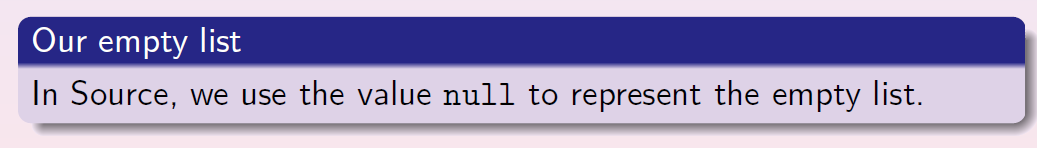 Our empty list
In Source, we use the value null to represent the empty list.